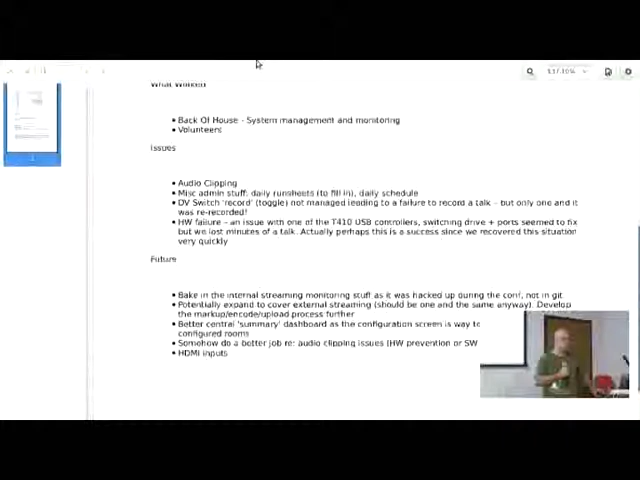 What Worked
• Back Of House - System management and monitoring
• Volunteers
Issues
• Audio Clipping
• Misc admin stuff: daily runsheets (to fill in), daily schedule
• DV Switch 'record' (toggle) not managed leading to a failure to record a talk - but only one and it
was re-recorded!
• HW failure - an issue with one of the T410 USB controllers, switching drive + ports seemed to fix
but we lost minutes of a talk. Actually perhaps this is a success since we recovered this situation
very quickly
Future
• Bake in the internal streaming monitoring stuff as it was hacked up during the conf, not in git
• Potentially expand to cover external streaming (should be one and the same anyway). Develop
the markup/encode/upload process further
• Better central 'summary' dashboard as the configuration screen is way to
configured rooms
• Somehow do a better job re: audio clipping issues (HW prevention or SW
• HDMI inputs